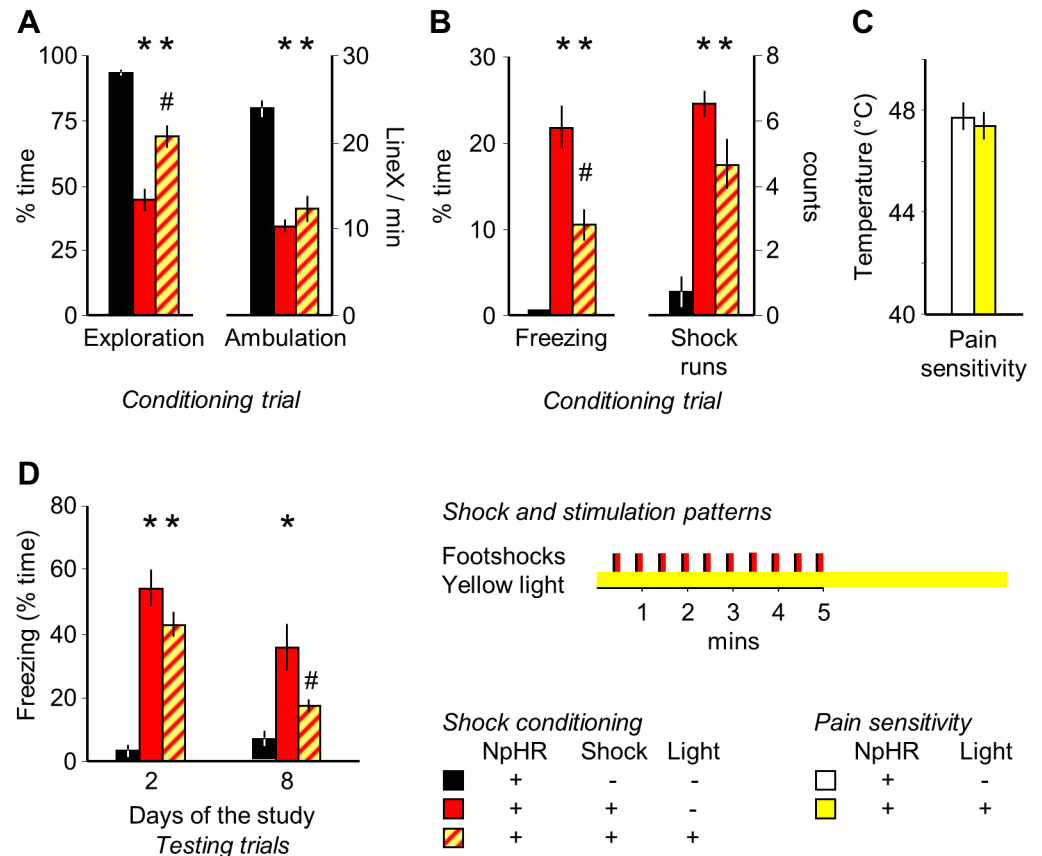 A
B
C
* *
* *
* *
* *
100
75
50
25
0
% time
#
30
20
10
0
LineX / min
Exploration
Ambulation
Conditioning trial
30
20
10
0
% time
#
8
6
4
2
0
counts
Freezing
Shock
runs
Conditioning trial
48
44
40
Temperature (°C)
Pain
sensitivity
D
80
60
40
20
0
Freezing (% time)
* *
*
#
2
8
Days of the study
Testing trials
Shock and stimulation patterns
Footshocks
Yellow light
1 2 3 4 5
mins
Shock conditioning
NpHR Shock Light
+ - -
+ + -
+ + +
Pain sensitivity
NpHR Light
+ -
+ +